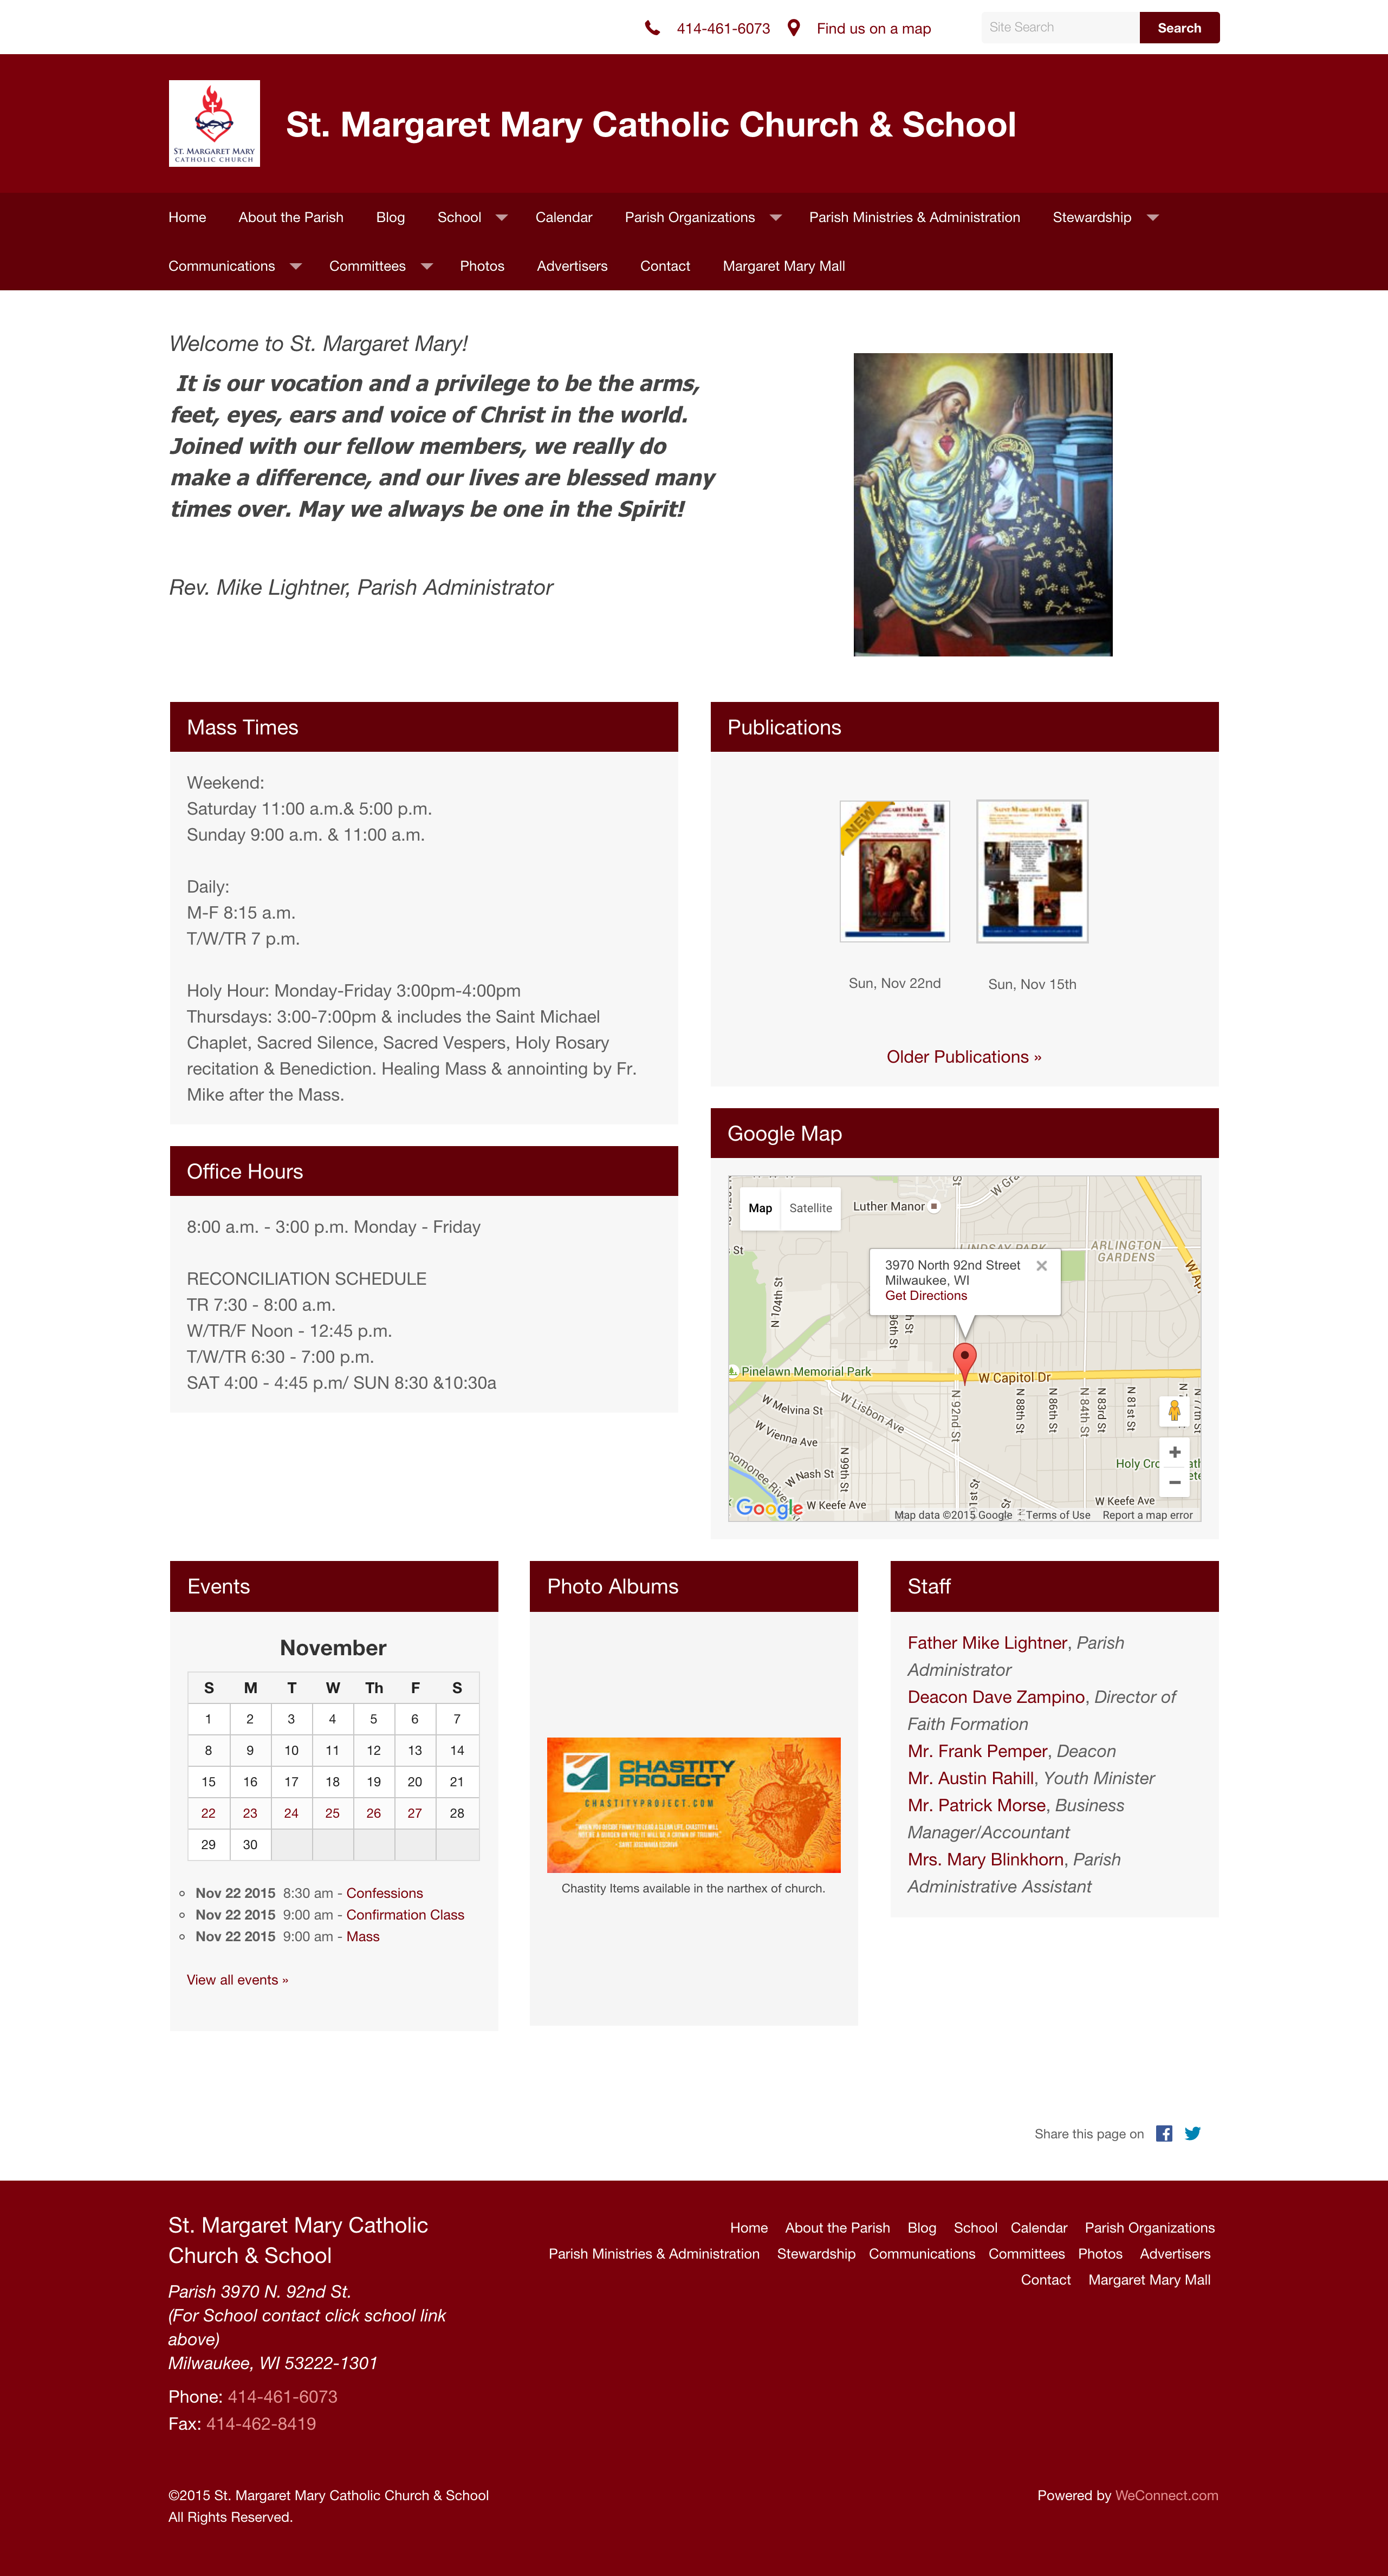 414-461-6073 Find us on a map Site Search Search
ST. MARGARET MARY
CATHOLIC CHURCH
St. Margaret Mary Catholic Church & School
Home About the Parish Blog School Calendar Parish Organizations Parish Ministries & Administration Stewardship
Communications Committees Photos Advertisers Contact Margaret Mary Mall
Welcome to St. Margaret Mary!
It is our vocation and a privilege to be the arms,
feet, eyes, ears and voice of Christ in the world.
Joined with our fellow members, we really do
make a difference, and our lives are blessed many
times over. May we always be one in the Spirit!
Rev. Mike Lightner, Parish Administrator
Mass Times
Weekend:
Saturday 11:00 a.m.& 5:00 p.m.
Sunday 9:00 a.m. & 11:00 a.m.
Daily:
M-F 8:15 a.m.
T/W/TR 7 p.m.
Holy Hour: Monday-Friday 3:00pm-4:00pm
Thursdays: 3:00-7:00pm & includes the Saint Michael
Chaplet, Sacred Silence, Sacred Vespers, Holy Rosary
recitation & Benediction. Healing Mass & annointing by Fr.
Mike after the Mass.
Office Hours
8:00 a.m. - 3:00 p.m. Monday - Friday
RECONCILIATION SCHEDULE
TR 7:30 - 8:00 a.m.
W/TR/F Noon - 12:45 p.m.
T/W/TR 6:30 - 7:00 p.m.
SAT 4:00 - 4:45 p.m/ SUN 8:30 &10:30a
Publications
NEW
SAINT MARGARET MARY
Sun, Nov 22nd Sun, Nov 15th
Older Publications »
Google Map
Map Satellite
Luther Manor
W Gra
St
LINDSAY PARK
ARLINGTON
GARDENS
3970 North 92nd Street
Milwaukee, WI
Get Directions
N 104th St
96th St
Pinelawn Memorial Park
W Capitol Dr
W Melvina St
W Lisbon Ave
W Vienna Ave
N 92nd St
N 88th St
N 86th St
N 84th St
N 83rd St
N 81st St
N 99th St
W Nash St
nomonee River
Holy Cro
W Keefe Ave
W Keefe Ave
Google
Map data ©2015 Google Terms of Use Report a map error
Events
November
S M T W Th F S
1 2 3 4 5 6 7
8 9 10 11 12 13 14
15 16 17 18 19 20 21
22 23 24 25 26 27 28
29 30
Nov 22 2015 8:30 am - Confessions
Nov 22 2015 9:00 am - Confirmation Class
Nov 22 2015 9:00 am - Mass
View all events »
Photo Albums
CHASTITY
PROJECT
CHASTITYPROJECT.COM
Chastity Items available in the narthex of church.
Staff
Father Mike Lightner, Parish
Administrator
Deacon Dave Zampino, Director of
Faith Formation
Mr. Frank Pemper, Deacon
Mr. Austin Rahill, Youth Minister
Mr. Patrick Morse, Business
Manager/Accountant
Mrs. Mary Blinkhorn, Parish
Administrative Assistant
Share this page on
St. Margaret Mary Catholic
Church & School
Parish 3970 N. 92nd St.
(For School contact click school link
above)
Milwaukee, WI 53222-1301
Phone: 414-461-6073
Fax: 414-462-8419
Home About the Parish Blog School Calendar Parish Organizations
Parish Ministries & Administration Stewardship Communications Committees Photos Advertisers
Contact Margaret Mary Mall
©2015 St. Margaret Mary Catholic Church & School
All Rights Reserved.
Powered by WeConnect.com